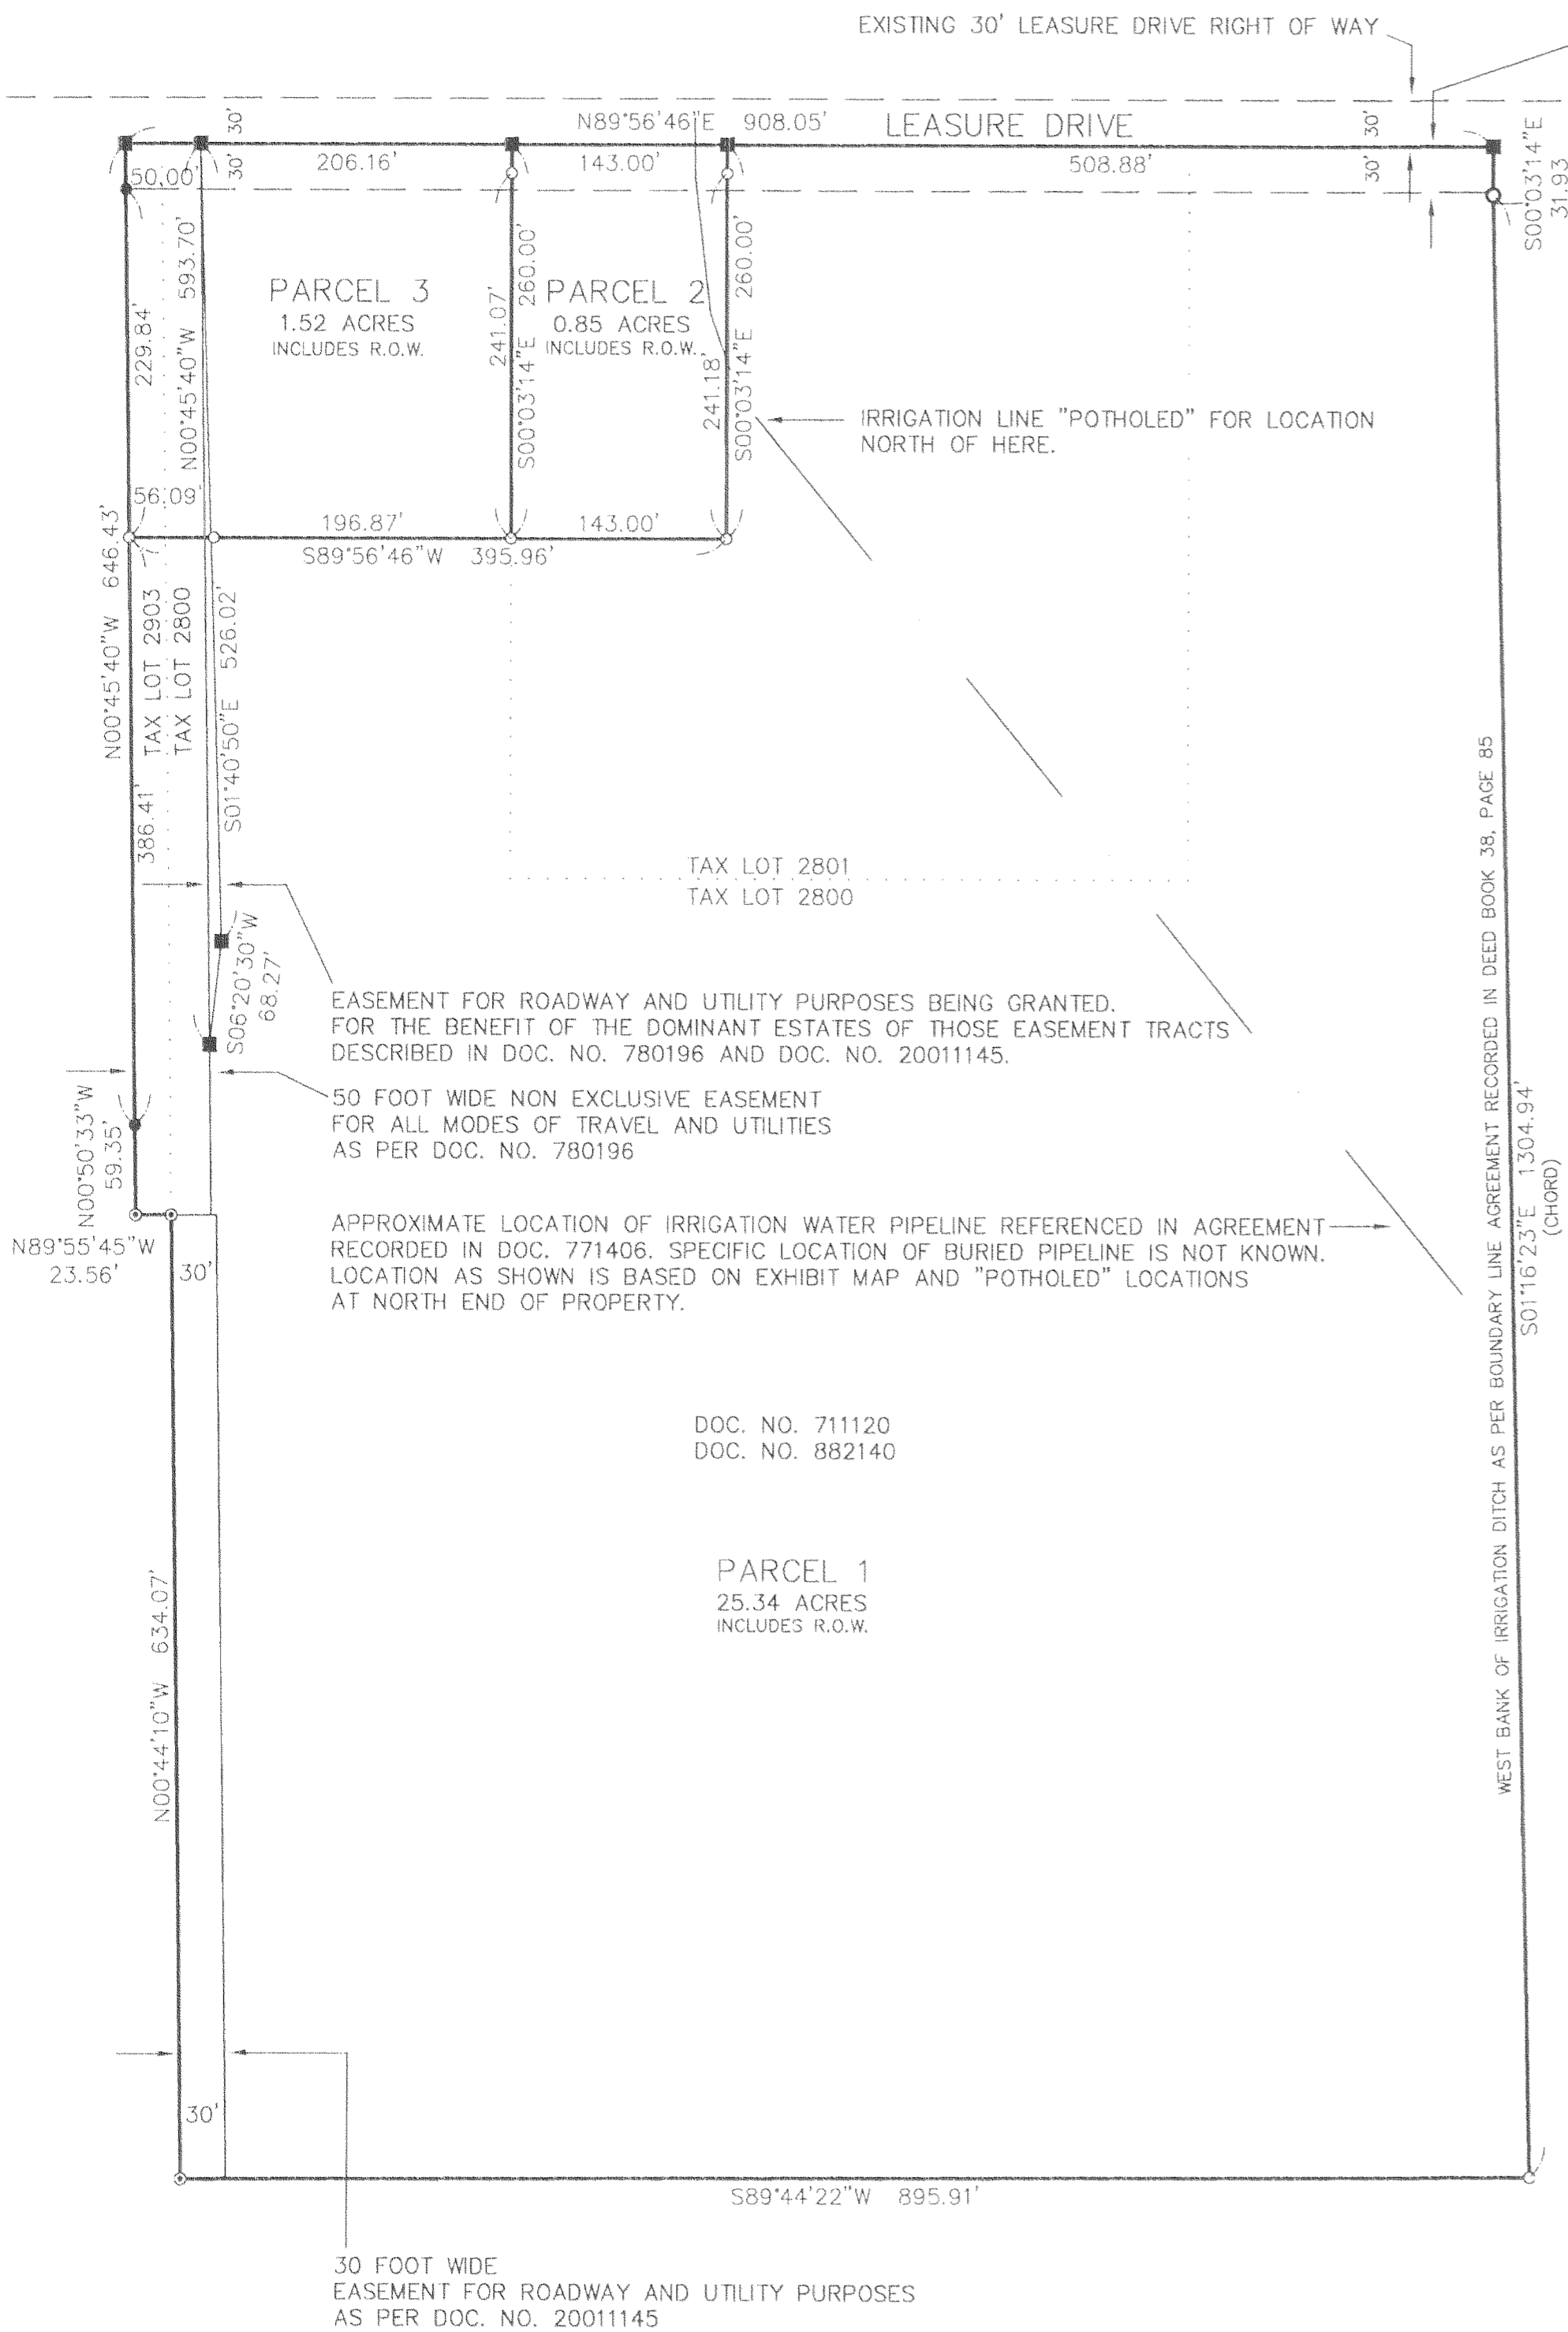 EXISTING 30' LEASURE DRIVE RIGHT OF WAY
N89°56'46"E 908.05'
LEASURE DRIVE
30'
30'
30'
30'
50.00'
206.16'
143.00'
508.88'
S00°03'14"E
31.93
229.84'
N00°45'40"W 593.70'
PARCEL 3
1.52 ACRES
INCLUDES R.O.W.
241.07'
S00°03'14"E 260.00'
PARCEL 2
0.85 ACRES
INCLUDES R.O.W.
241.18'
S00°03'14"E 260.00'
IRRIGATION LINE "POTHOLED" FOR LOCATION
NORTH OF HERE.
56.09'
196.87'
143.00'
S89°56'46"W 395.96'
N00°45'40"W 646.43'
TAX LOT 2903
TAX LOT 2800
S01°40'50"E 526.02'
386.41'
TAX LOT 2801
TAX LOT 2800
S06°20'30"W
68.27'
EASEMENT FOR ROADWAY AND UTILITY PURPOSES BEING GRANTED.
FOR THE BENEFIT OF THE DOMINANT ESTATES OF THOSE EASEMENT TRACTS
DESCRIBED IN DOC. NO. 780196 AND DOC. NO. 20011145.
50 FOOT WIDE NON EXCLUSIVE EASEMENT
FOR ALL MODES OF TRAVEL AND UTILITIES
AS PER DOC. NO. 780196
N00°50'33"W
59.35'
N89°55'45"W
23.56'
30'
APPROXIMATE LOCATION OF IRRIGATION WATER PIPELINE REFERENCED IN AGREEMENT
RECORDED IN DOC. 771406. SPECIFIC LOCATION OF BURIED PIPELINE IS NOT KNOWN.
LOCATION AS SHOWN IS BASED ON EXHIBIT MAP AND "POTHOLED" LOCATIONS
AT NORTH END OF PROPERTY.
WEST BANK OF IRRIGATION DITCH AS PER BOUNDARY LINE AGREEMENT RECORDED IN DEED BOOK 38, PAGE 85
S01°16'23"E 1304.94'
(CHORD)
DOC. NO. 711120
DOC. NO. 882140
PARCEL 1
25.34 ACRES
INCLUDES R.O.W.
N00°44'10"W 634.07'
30'
S89°44'22"W 895.91'
30 FOOT WIDE
EASEMENT FOR ROADWAY AND UTILITY PURPOSES
AS PER DOC. NO. 20011145